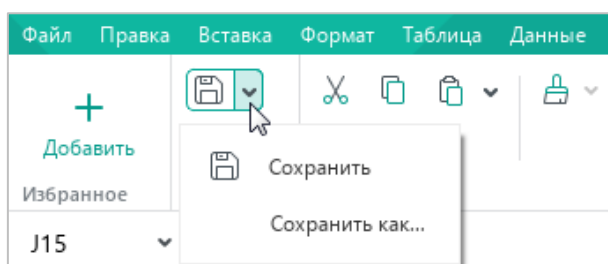 Файл Правка Вставка Формат Таблица Данные
Добавить
Сохранить
Избранное
Сохранить как...
J15